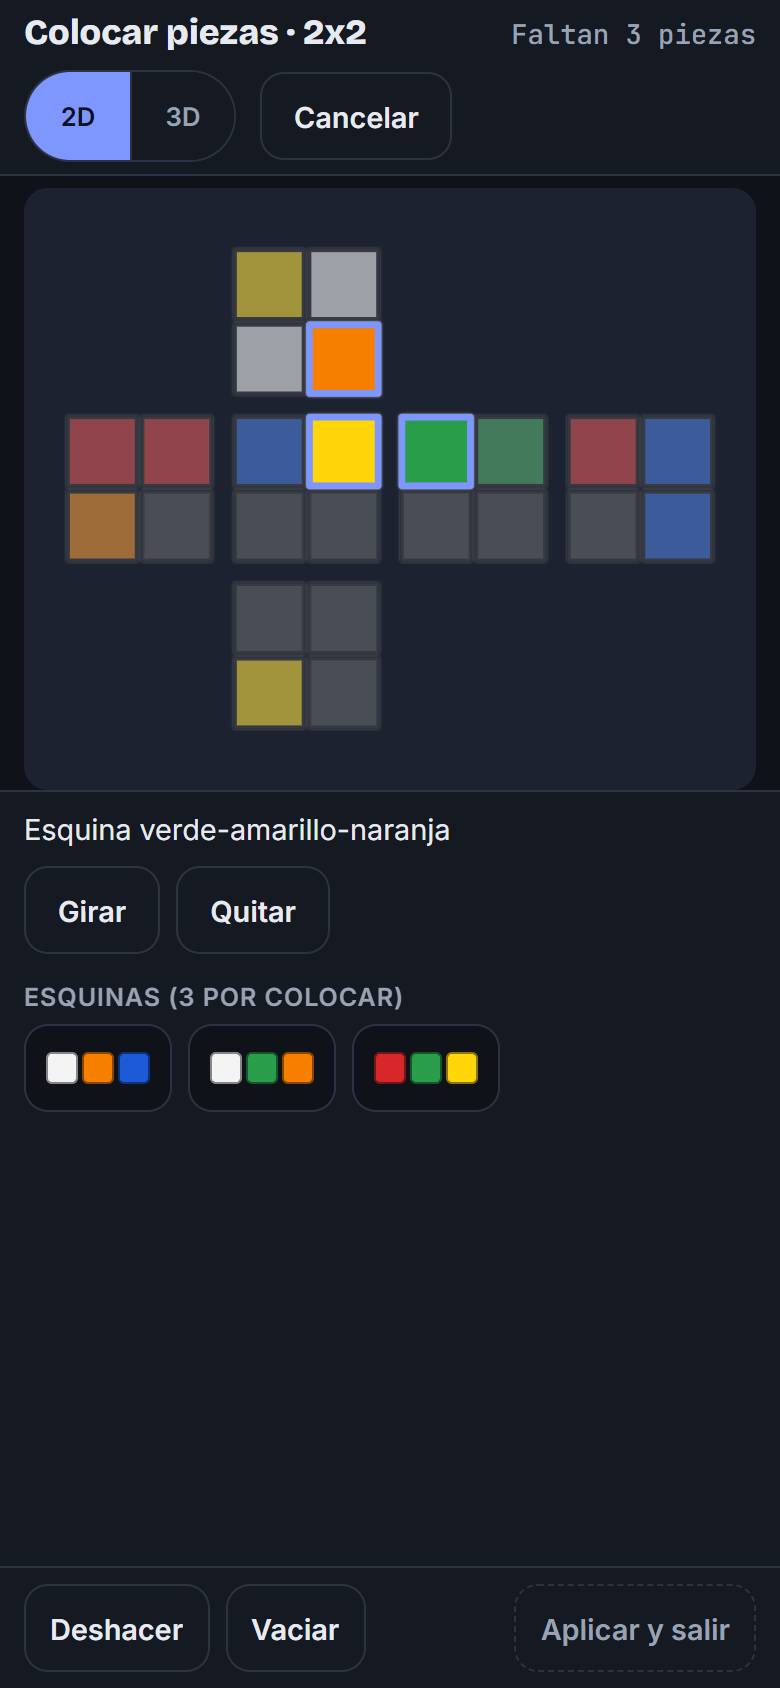 Colocar piezas · 2x2
Faltan 3 piezas
2D
3D
Cancelar
Esquina verde-amarillo-naranja
Girar
Quitar
ESQUINAS (3 POR COLOCAR)
Deshacer
Vaciar
Aplicar y salir